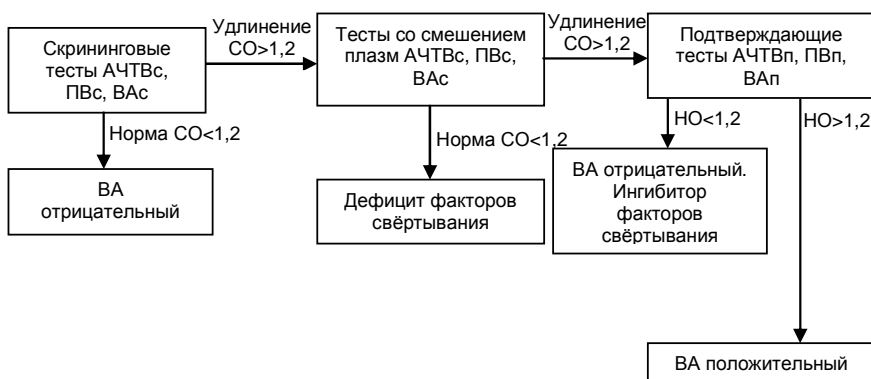 Скрининговые
тесты АЧТВс,
ПВс, ВАс
Удлинение
СО>1,2
Тесты со смешением
плазм АЧТВс, ПВс,
ВАс
Удлинение
СО>1,2
Подтверждающие
тесты АЧТВп, ПВп,
ВАп
Норма СО<1,2
Норма СО<1,2
НО<1,2
НО>1,2
ВА
отрицательный
Дефицит факторов
свёртывания
ВА отрицательный.
Ингибитор
факторов
свёртывания
ВА положительный